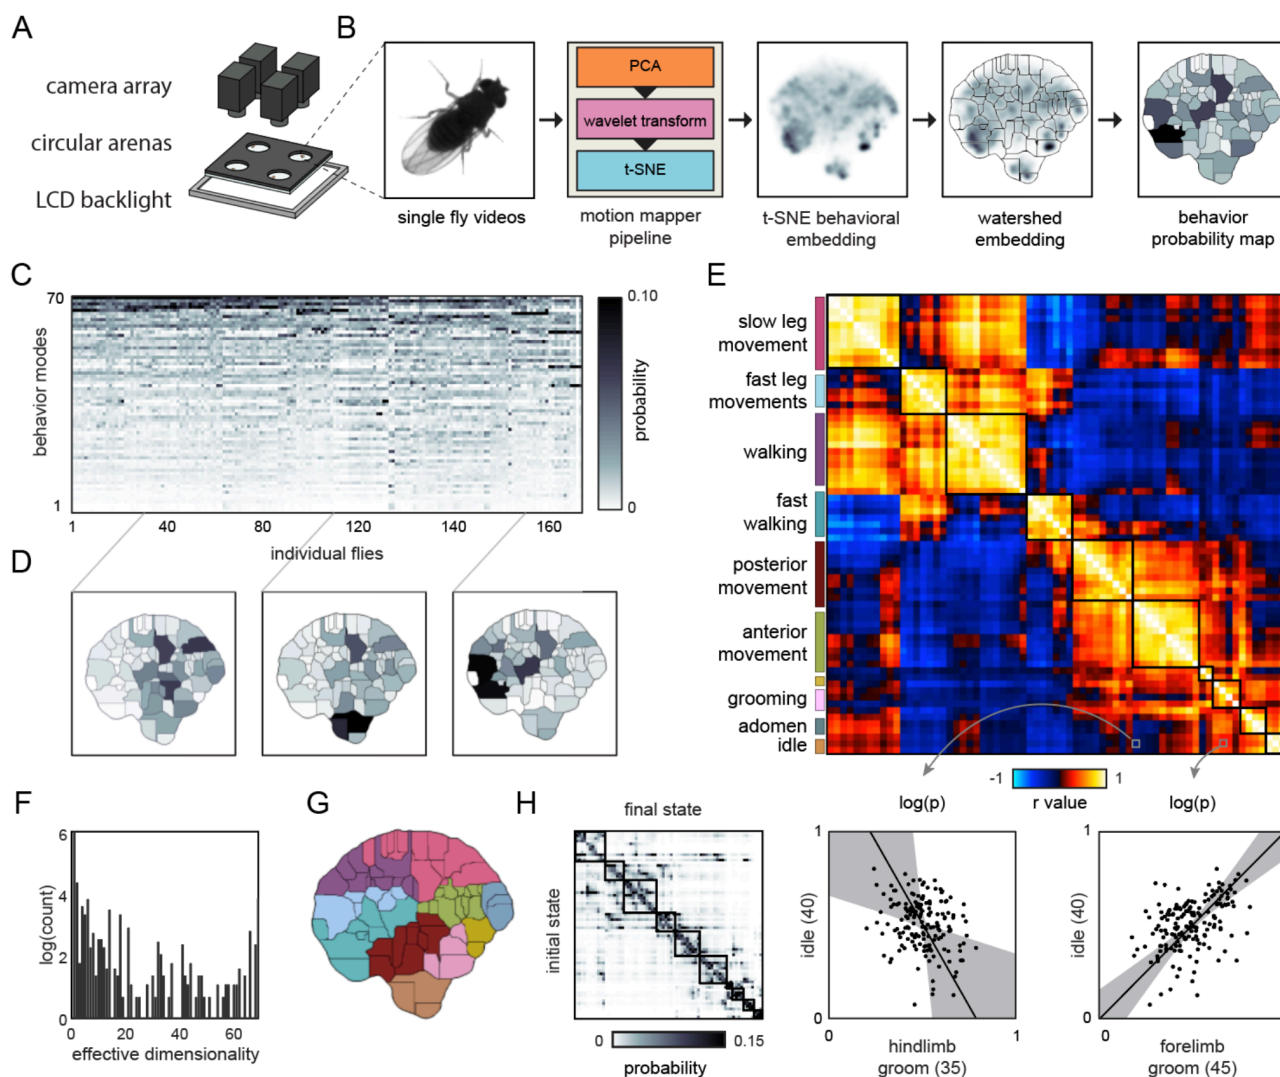 A
camera array
circular arenas
LCD backlight
B
single fly videos
PCA
wavelet transform
t-SNE
motion mapper
pipeline
t-SNE behavioral
embedding
watershed
embedding
behavior
probability map
C
70
behavior modes
1
1
40
80
120
140
160
individual flies
0.10
probability
0
D
E
slow leg
movement
fast leg
movements
walking
fast
walking
posterior
movement
anterior
movement
grooming
adomen
idle
log(p)
-1
1
r value
log(p)
F
6
4
2
0
log(count)
0
20
40
60
effective dimensionality
G
H
final state
initial state
0
0.15
probability
1
idle (40)
0
0
1
hindlimb
groom (35)
1
idle (40)
0
0
forelimb
groom (45)